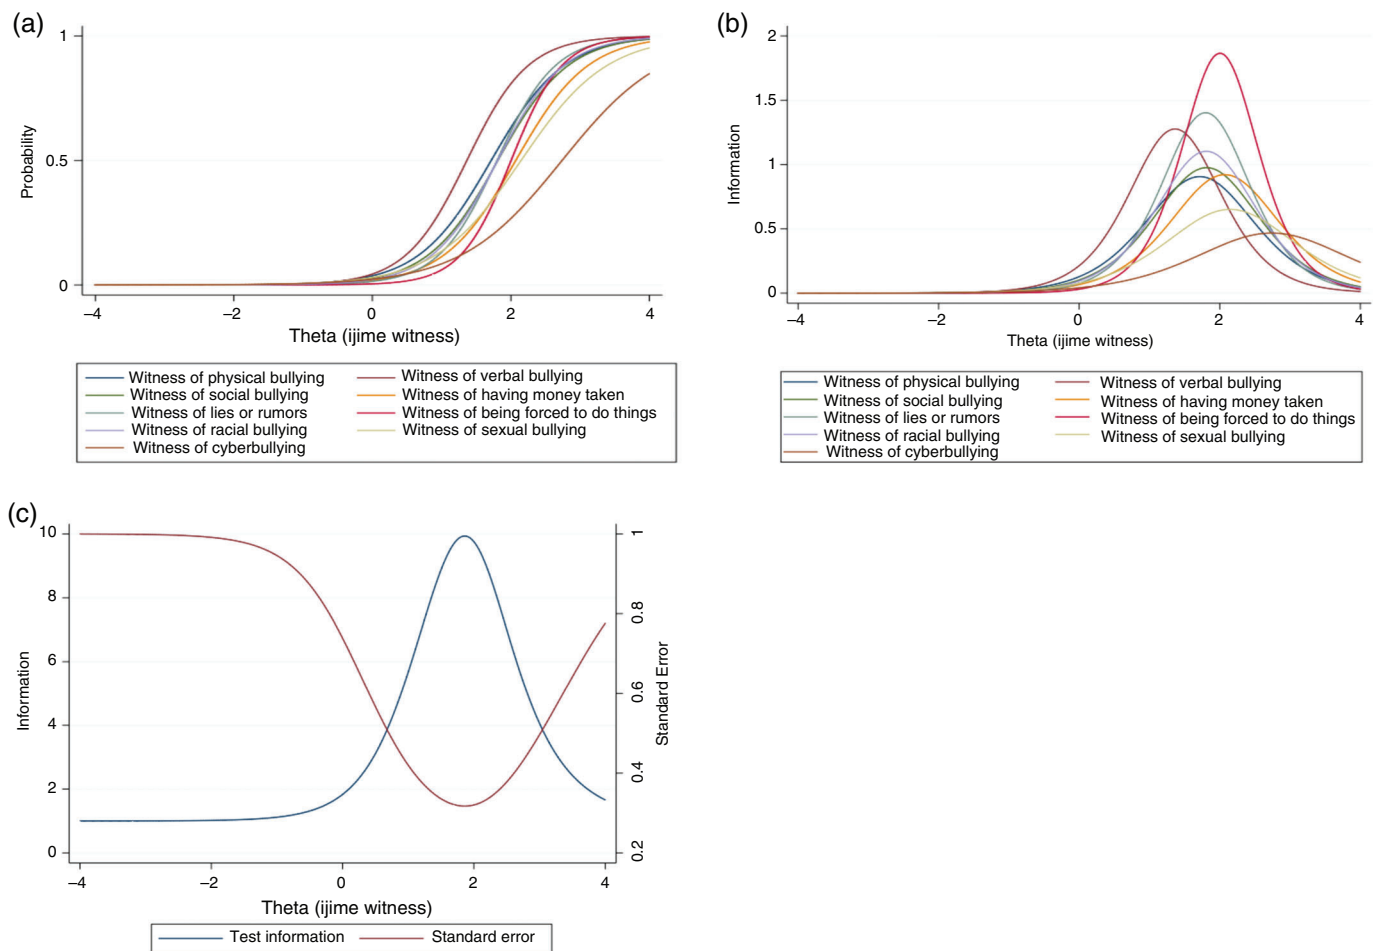 (a)
1
0.5
0
Probability
−4
−2
0
2
4
Theta (ijime witness)
Witness of physical bullying
Witness of verbal bullying
Witness of social bullying
Witness of having money taken
Witness of lies or rumors
Witness of being forced to do things
Witness of racial bullying
Witness of sexual bullying
Witness of cyberbullying
(b)
2
1.5
1
0.5
0
Information
−4
−2
0
2
4
Theta (ijime witness)
Witness of physical bullying
Witness of verbal bullying
Witness of social bullying
Witness of having money taken
Witness of lies or rumors
Witness of being forced to do things
Witness of racial bullying
Witness of sexual bullying
Witness of cyberbullying
(c)
10
8
6
4
2
0
Information
1
0.8
0.6
0.4
0.2
Standard Error
−4
−2
0
2
4
Theta (ijime witness)
Test information
Standard error